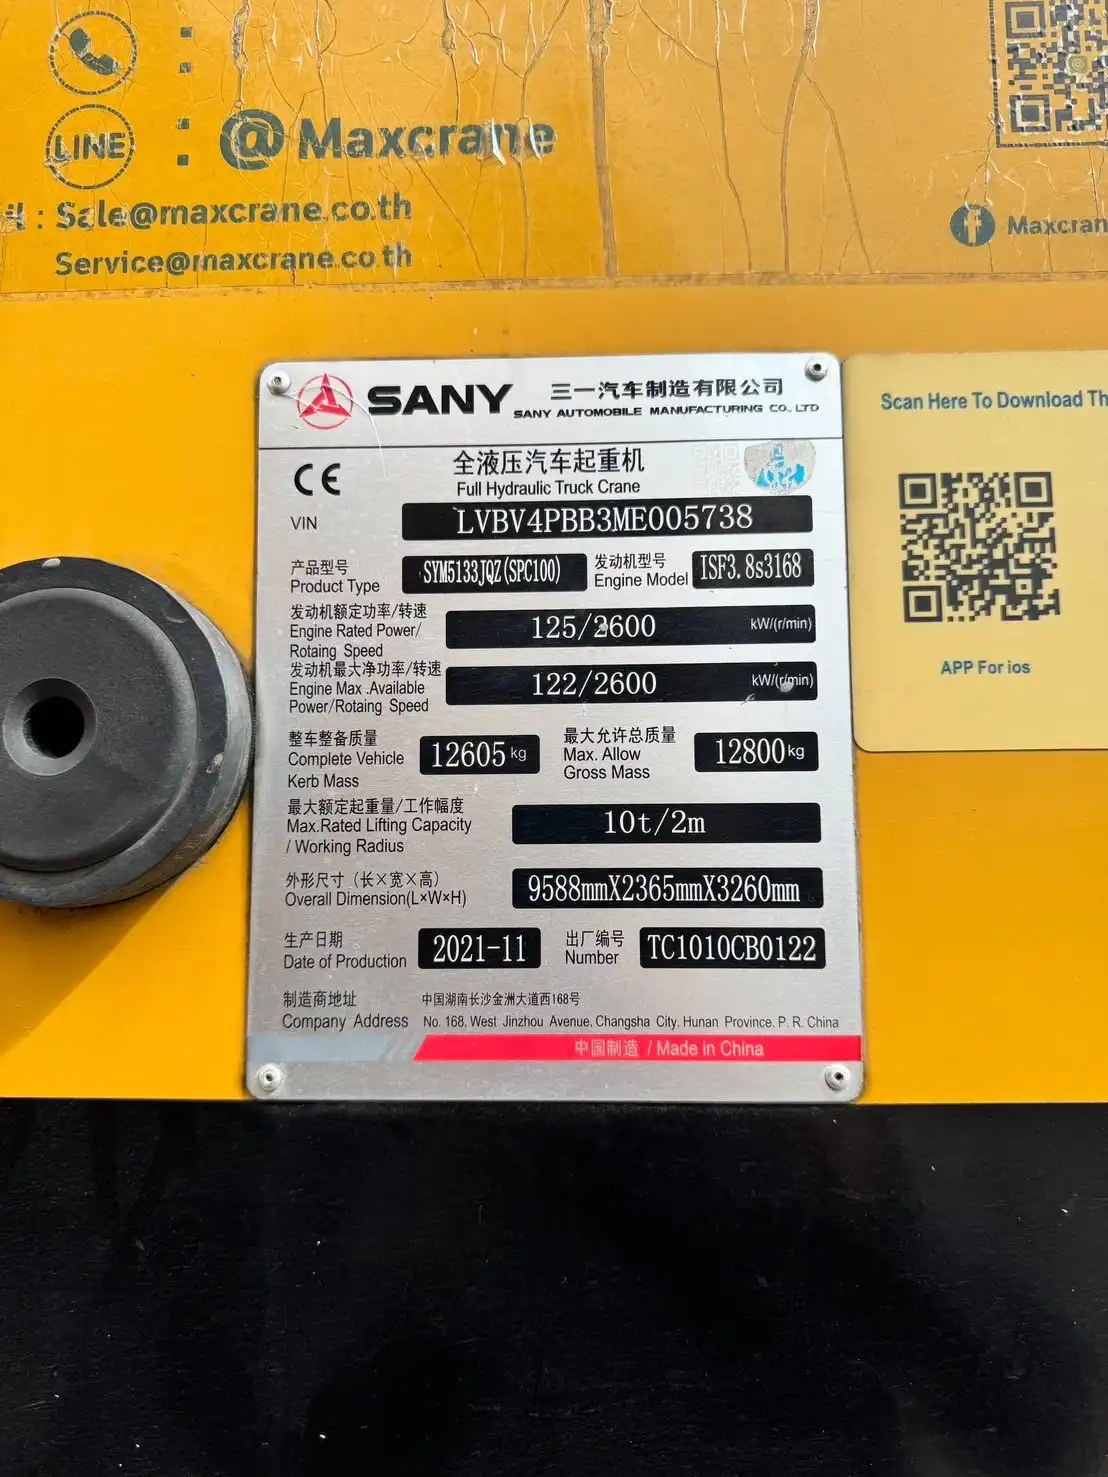 LINE : @Maxcrane
: Sale@maxcrane.co.th
Service@maxcrane.co.th
SANY 三一汽车制造有限公司
SANY AUTOMOBILE MANUFACTURING CO., LTD
CE 全液压汽车起重机
Full Hydraulic Truck Crane
VIN LVBV4PBB3ME005738
产品型号 SYM5133JQZ(SPC100) 发动机型号 ISF3.8s3168
Product Type Engine Model
发动机额定功率/转速
Engine Rated Power/ 125/2600 kW/(r/min)
Rotaing Speed
发动机最大净功率/转速
Engine Max .Available 122/2600 kW/(r/min)
Power/Rotaing Speed
整车整备质量 最大允许总质量
Complete Vehicle 12605kg Max. Allow 12800kg
Kerb Mass Gross Mass
最大额定起重量/工作幅度
Max.Rated Lifting Capacity 10t/2m
/ Working Radius
外形尺寸（长×宽×高）
Overall Dimension(L×W×H) 9588mmX2365mmX3260mm
生产日期 2021-11 出厂编号 TC1010CB0122
Date of Production Number
制造商地址 中国湖南长沙金洲大道西168号
Company Address No. 168, West Jinzhou Avenue, Changsha City, Hunan Province. P. R. China
中国制造 / Made in China
Scan Here To Download
APP For ios